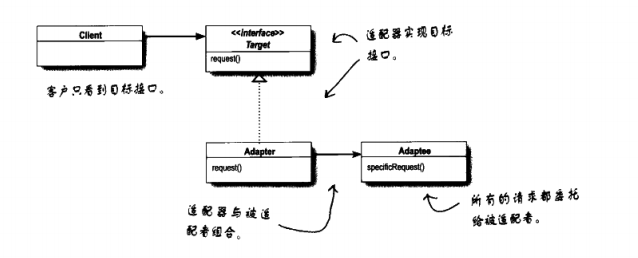 Client
<<interface>>
Target
request()
适配器实现目标
接口。
客户只看到目标接口。
Adapter
request()
Adaptee
specificRequest()
适配器与被适
配者组合。
所有的请求都委托
给被适配者。